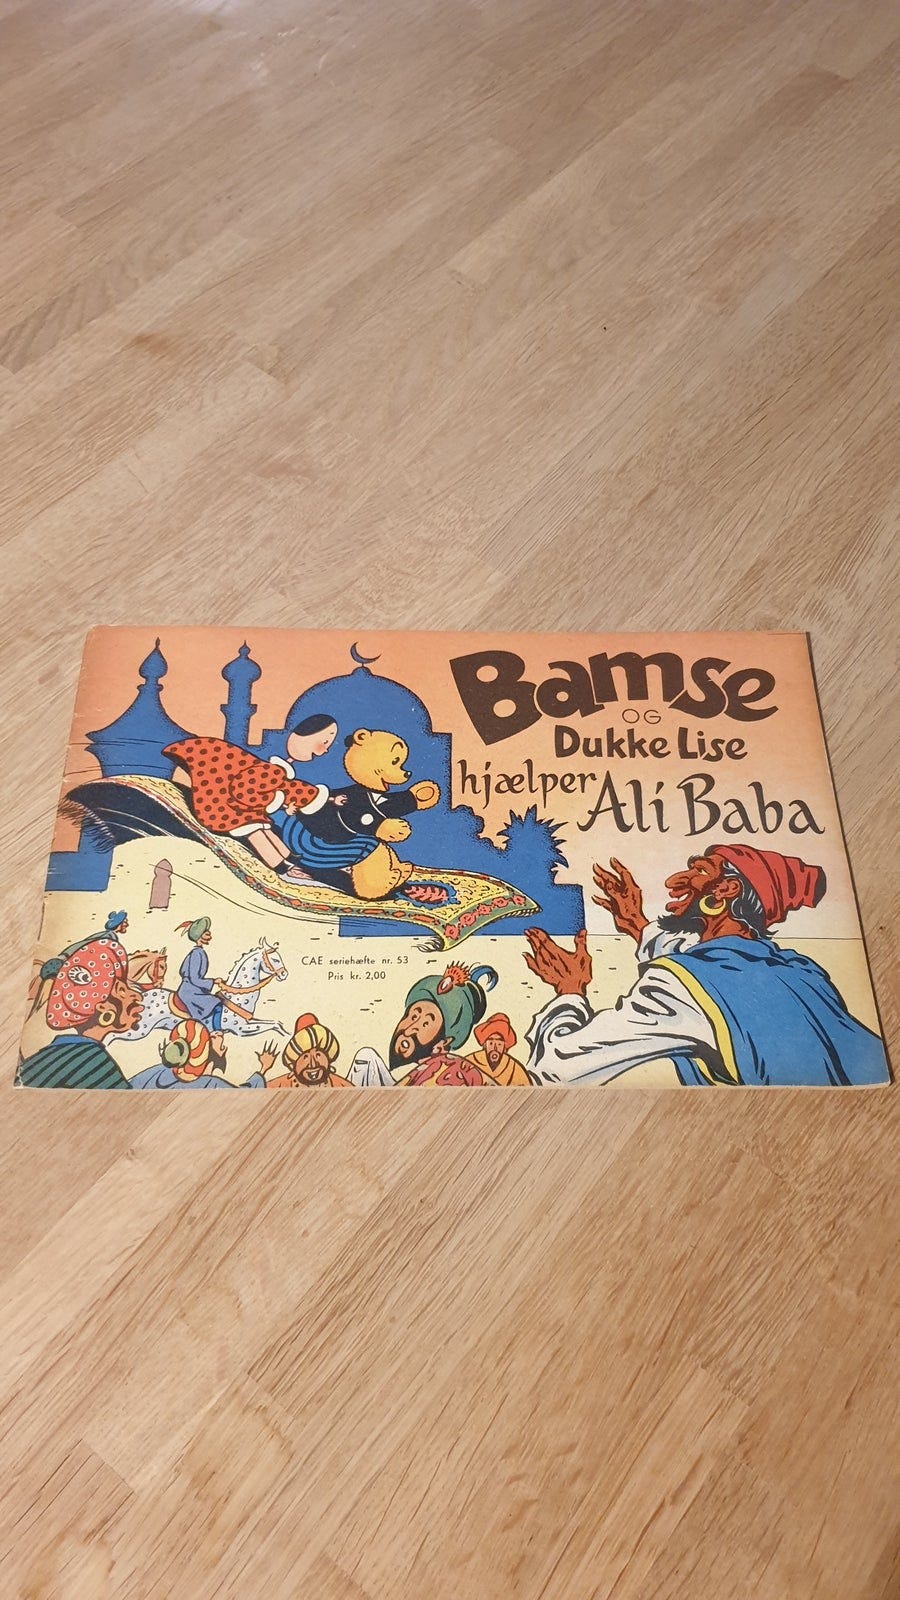 Bamse
OG
Dukke Lise
hjælper Ali Baba
CAE seriehæfte nr. 53
Pris kr. 2,00